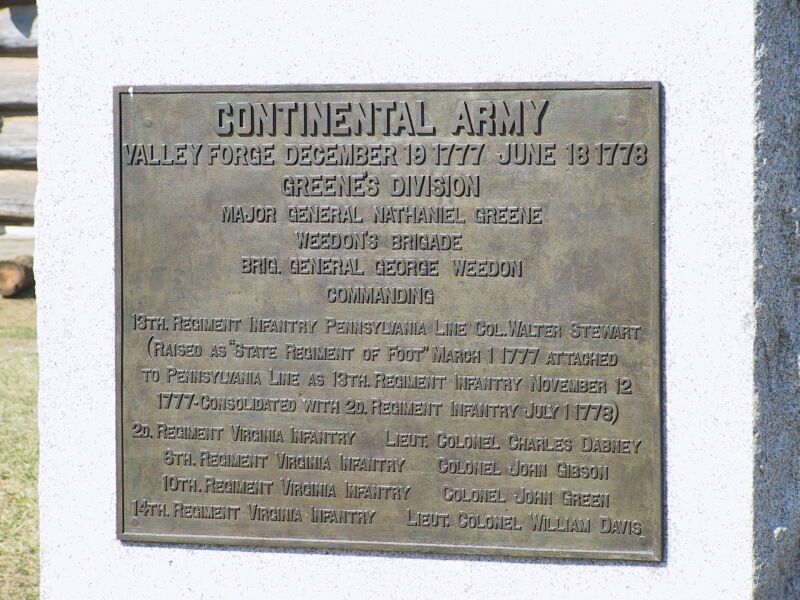 CONTINENTAL ARMY
VALLEY FORGE DECEMBER 19 1777 JUNE 18 1778
GREENE'S DIVISION
MAJOR GENERAL NATHANIEL GREENE
WEEDON'S BRIGADE
BRIG. GENERAL GEORGE WEEDON
COMMANDING
13TH. REGIMENT INFANTRY PENNSYLVANIA LINE COL. WALTER STEWART
(RAISED AS "STATE REGIMENT OF FOOT" MARCH 1 1777 ATTACHED
TO PENNSYLVANIA LINE AS 13TH. REGIMENT INFANTRY NOVEMBER 12
1777-CONSOLIDATED WITH 2D. REGIMENT INFANTRY JULY 1 1778)
2D. REGIMENT VIRGINIA INFANTRY LIEUT. COLONEL CHARLES DABNEY
6TH. REGIMENT VIRGINIA INFANTRY COLONEL JOHN GIBSON
10TH. REGIMENT VIRGINIA INFANTRY COLONEL JOHN GREEN
14TH. REGIMENT VIRGINIA INFANTRY LIEUT. COLONEL WILLIAM DAVIS